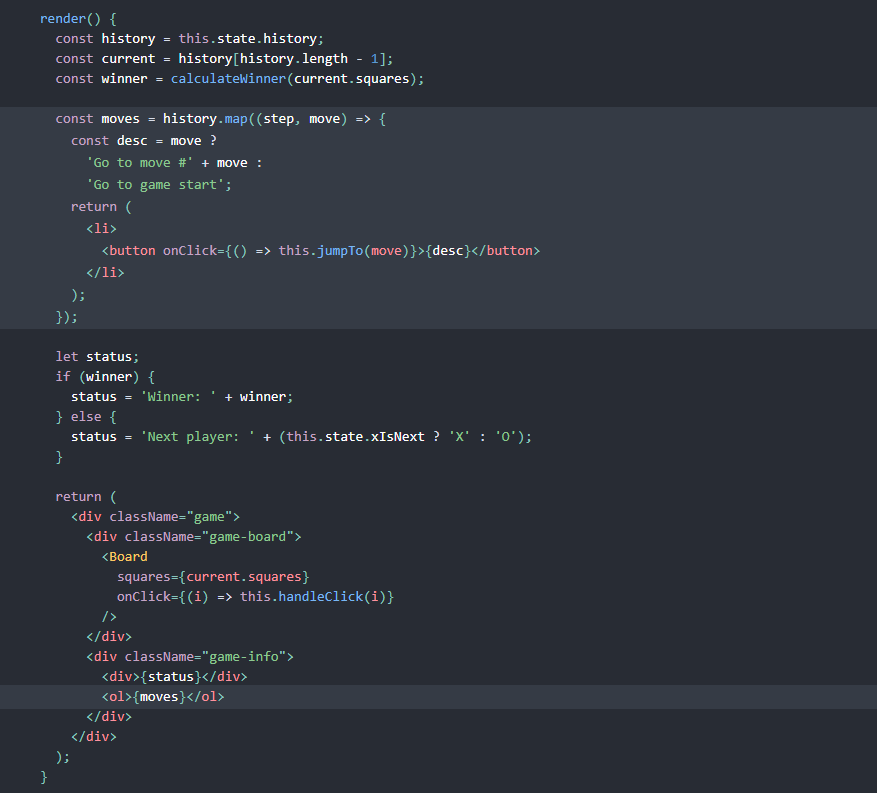 render() {
  const history = this.state.history;
  const current = history[history.length - 1];
  const winner = calculateWinner(current.squares);

  const moves = history.map((step, move) => {
    const desc = move ?
      'Go to move #' + move :
      'Go to game start';
    return (
      <li>
        <button onClick={() => this.jumpTo(move)}>{desc}</button>
      </li>
    );
  });

  let status;
  if (winner) {
    status = 'Winner: ' + winner;
  } else {
    status = 'Next player: ' + (this.state.xIsNext ? 'X' : 'O');
  }

  return (
    <div className="game">
      <div className="game-board">
        <Board
          squares={current.squares}
          onClick={(i) => this.handleClick(i)}
        />
      </div>
      <div className="game-info">
        <div>{status}</div>
        <ol>{moves}</ol>
      </div>
    </div>
  );
}